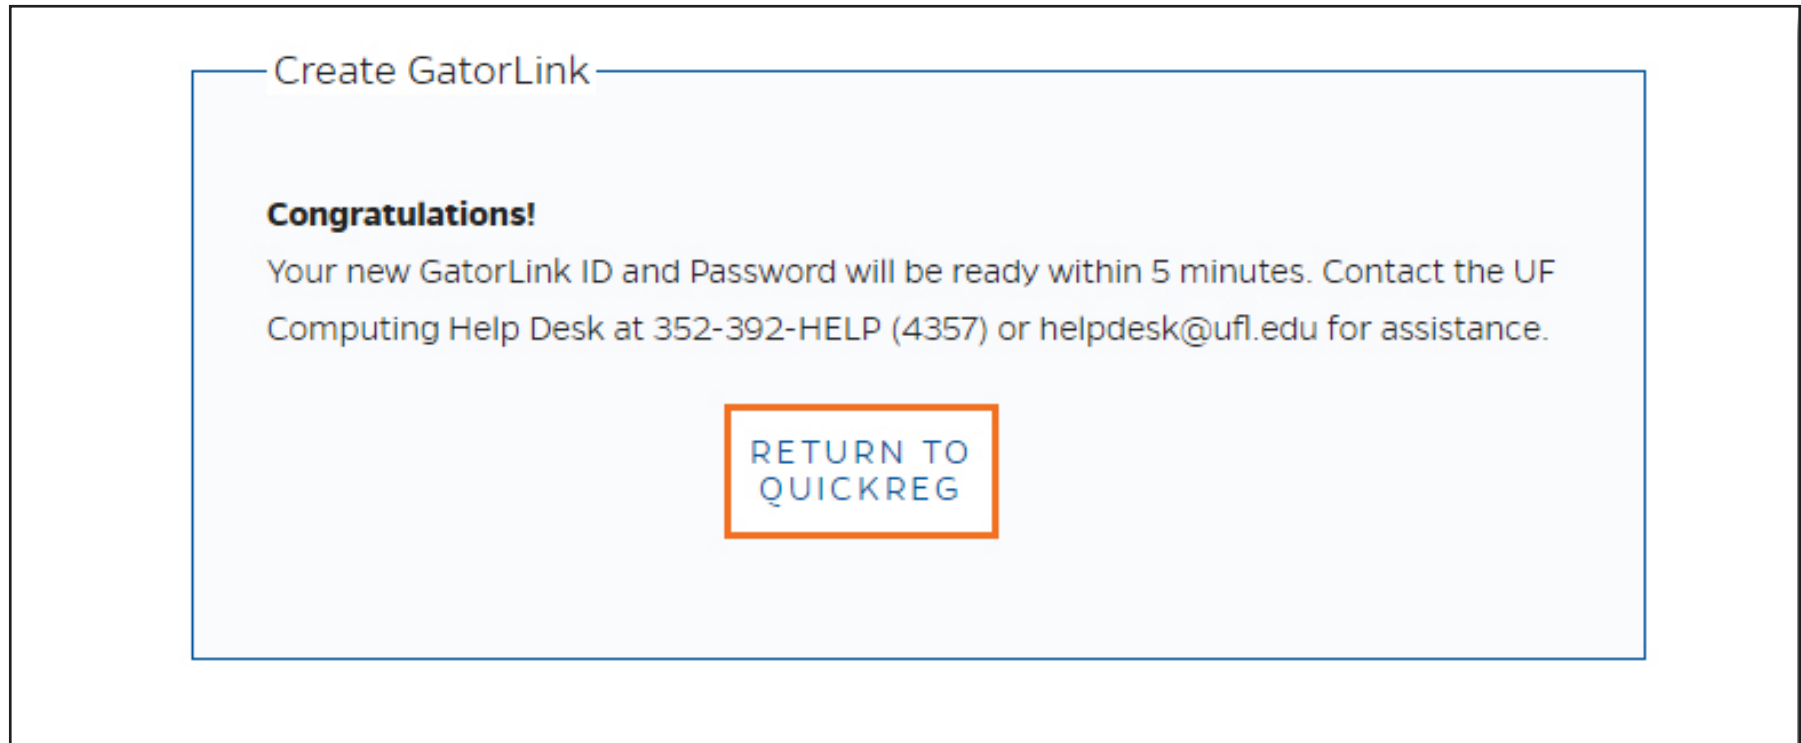 Create GatorLink
Congratulations!
Your new GatorLink ID and Password will be ready within 5 minutes. Contact the UF
Computing Help Desk at 352-392-HELP (4357) or helpdesk@ufl.edu for assistance.
RETURN TO
QUICKREG